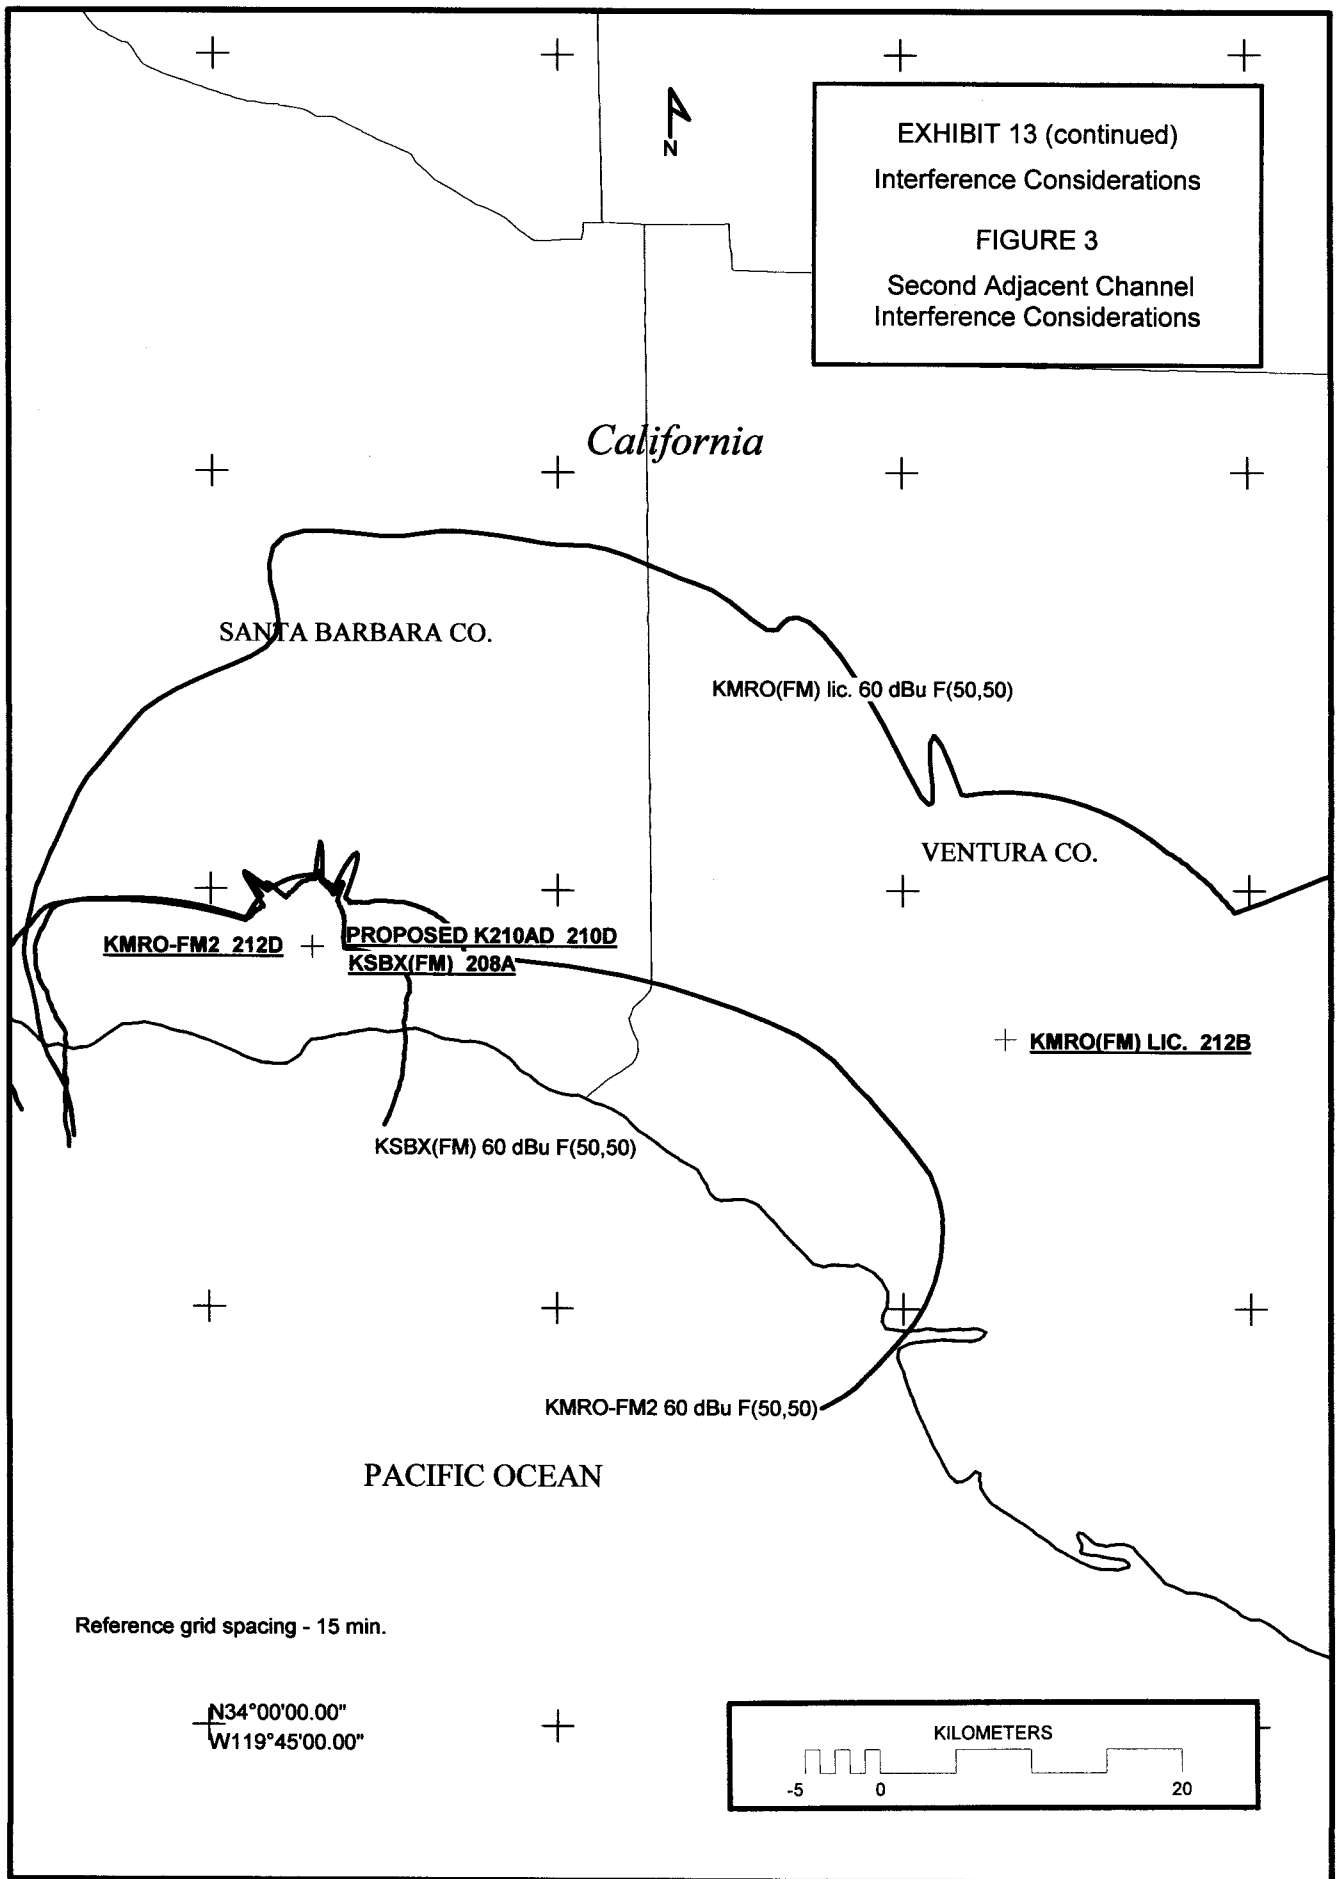 N
EXHIBIT 13 (continued)
Interference Considerations
FIGURE 3
Second Adjacent Channel
Interference Considerations
California
SANTA BARBARA CO.
KMRO(FM) lic. 60 dBu F(50,50)
VENTURA CO.
KMRO-FM2 212D
PROPOSED K210AD 210D
KSBX(FM) 208A
KMRO(FM) LIC. 212B
KSBX(FM) 60 dBu F(50,50)
KMRO-FM2 60 dBu F(50,50)
PACIFIC OCEAN
Reference grid spacing - 15 min.
N34°00'00.00"
W119°45'00.00"
KILOMETERS
-5 0 20